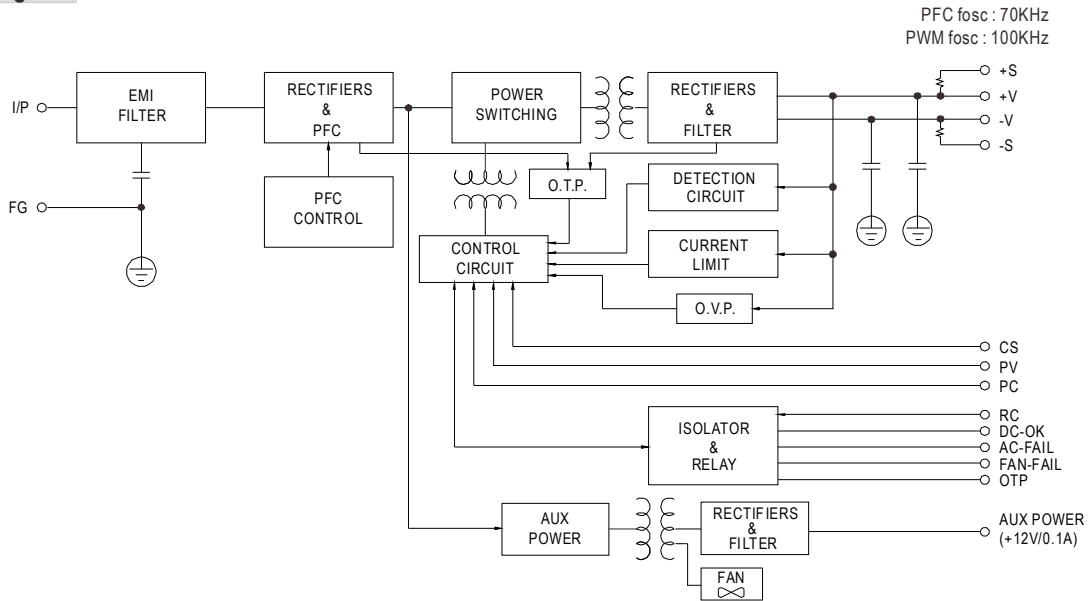 PFC fosc : 70KHz
PWM fosc : 100KHz
I/P
EMI
FILTER
RECTIFIERS
&
PFC
POWER
SWITCHING
RECTIFIERS
&
FILTER
+S
+V
-V
-S
FG
PFC
CONTROL
O.T.P.
DETECTION
CIRCUIT
CONTROL
CIRCUIT
CURRENT
LIMIT
O.V.P.
CS
PV
PC
ISOLATOR
&
RELAY
RC
DC-OK
AC-FAIL
FAN-FAIL
OTP
AUX
POWER
RECTIFIERS
&
FILTER
AUX POWER
(+12V/0.1A)
FAN